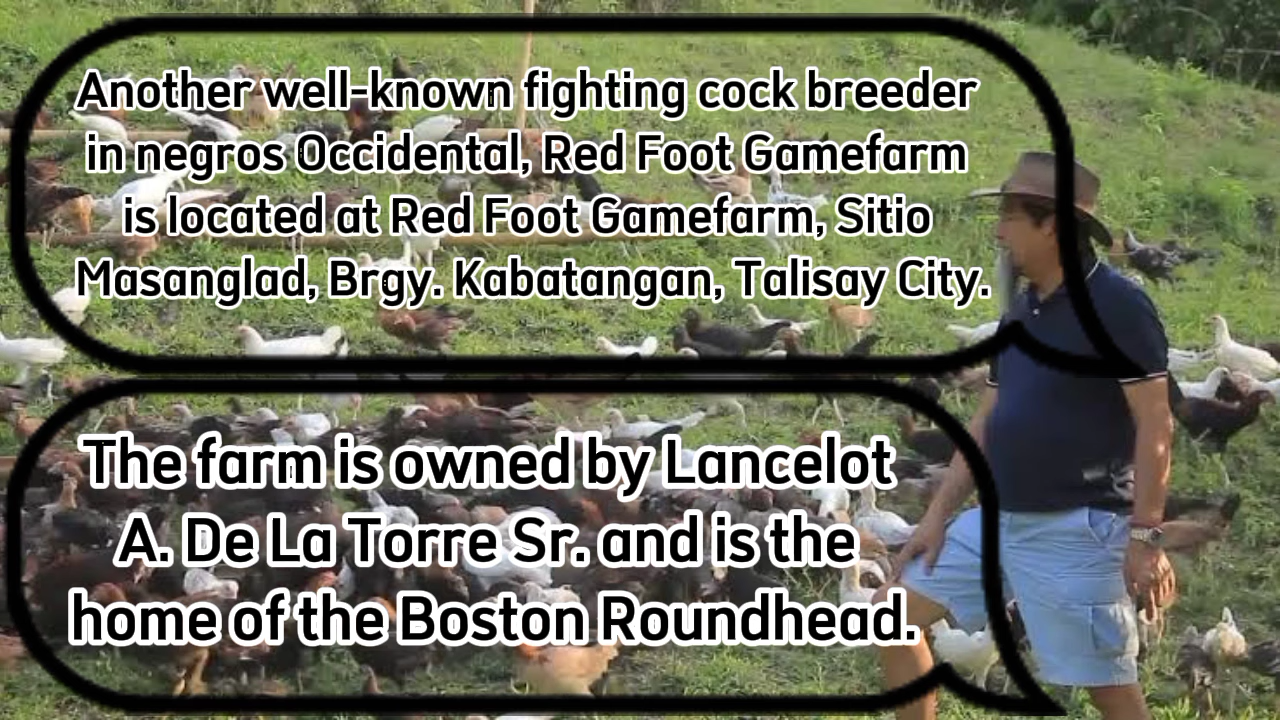 Another well-known fighting cock breeder
in negros Occidental, Red Foot Gamefarm
is located at Red Foot Gamefarm, Sitio
Masanglad, Brgy. Kabatangan, Talisay City.
The farm is owned by Lancelot
A. De La Torre Sr. and is the
home of the Boston Roundhead.